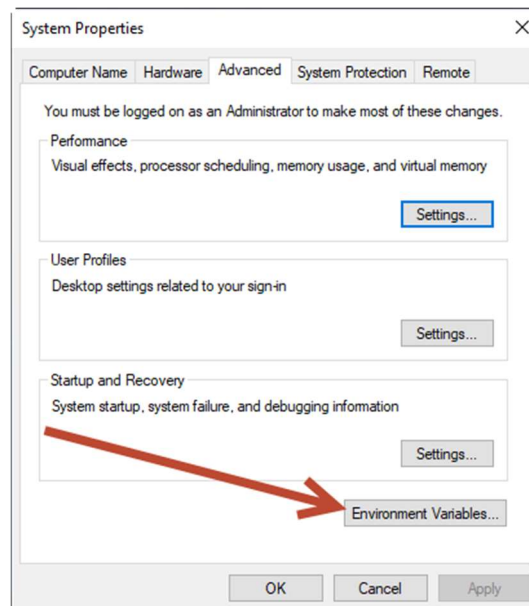 System Properties
Computer Name Hardware Advanced System Protection Remote
You must be logged on as an Administrator to make most of these changes.
Performance
Visual effects, processor scheduling, memory usage, and virtual memory
Settings...
User Profiles
Desktop settings related to your sign-in
Settings...
Startup and Recovery
System startup, system failure, and debugging information
Settings...
Environment Variables...
OK Cancel Apply